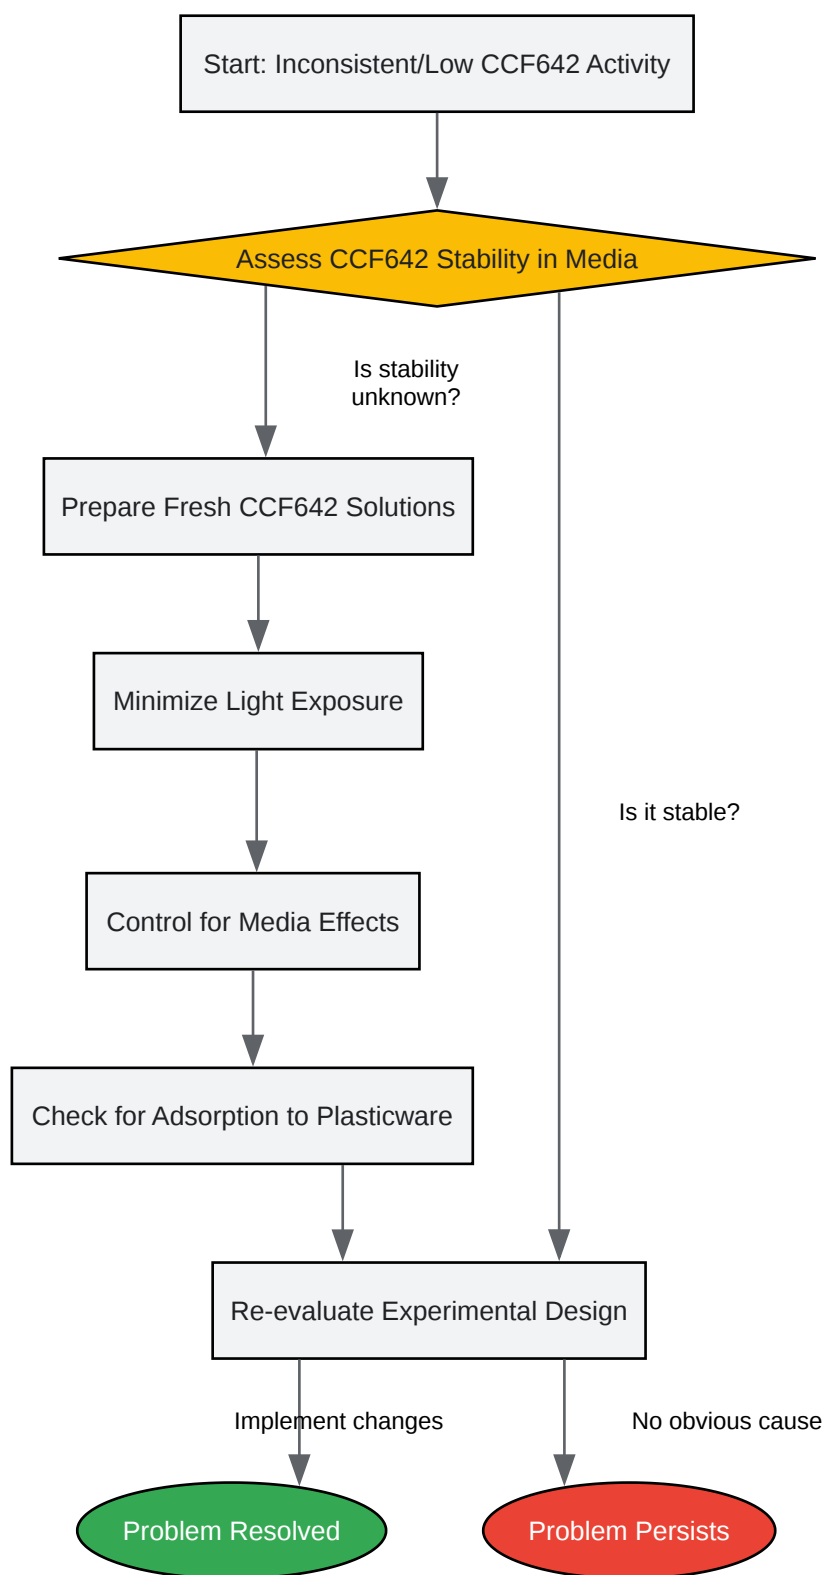 Start: Inconsistent/Low CCF642 Activity
Assess CCF642 Stability in Media
Is stability
unknown?
Prepare Fresh CCF642 Solutions
Minimize Light Exposure
Is it stable?
Control for Media Effects
Check for Adsorption to Plasticware
Re-evaluate Experimental Design
Implement changes
No obvious cause
Problem Resolved
Problem Persists